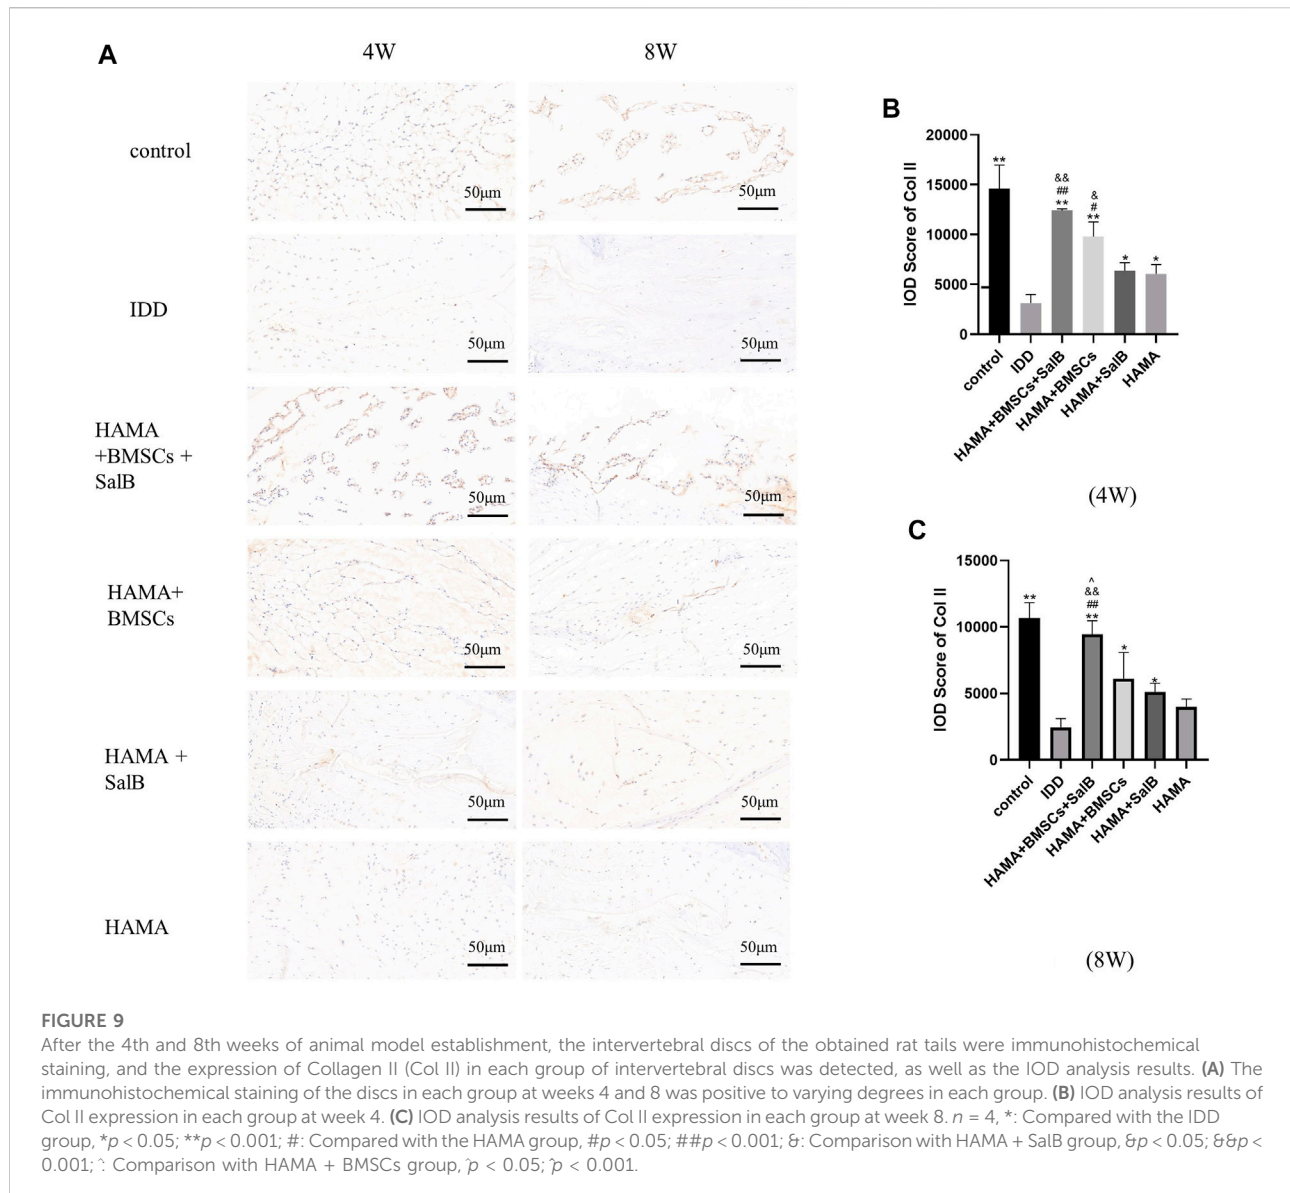 A
4W
8W
control
50μm
50μm
IDD
50μm
50μm
HAMA
+BMSCs +
SalB
50μm
50μm
HAMA+
BMSCs
50μm
50μm
HAMA +
SalB
50μm
50μm
HAMA
50μm
50μm
B
IOD Score of Col II
20000
15000
10000
5000
0
**
&&
##
**
&
#
**
*
*
control
IDD
HAMA+BMSCs+SalB
HAMA+BMSCs
HAMA+SalB
HAMA
(4W)
C
IOD Score of Col II
15000
10000
5000
0
**
^
&&
##
**
*
*
control
IDD
HAMA+BMSCs+SalB
HAMA+BMSCs
HAMA+SalB
HAMA
(8W)
FIGURE 9
After the 4th and 8th weeks of animal model establishment, the intervertebral discs of the obtained rat tails were immunohistochemical
staining, and the expression of Collagen II (Col II) in each group of intervertebral discs was detected, as well as the IOD analysis results. (A) The
immunohistochemical staining of the discs in each group at weeks 4 and 8 was positive to varying degrees in each group. (B) IOD analysis results of
Col II expression in each group at week 4. (C) IOD analysis results of Col II expression in each group at week 8. n = 4, *: Compared with the IDD
group, *p < 0.05; **p < 0.001; #: Compared with the HAMA group, #p < 0.05; ##p < 0.001; &: Comparison with HAMA + SalB group, &p < 0.05; &&p <
0.001; ^: Comparison with HAMA + BMSCs group, ^p < 0.05; ^p < 0.001.